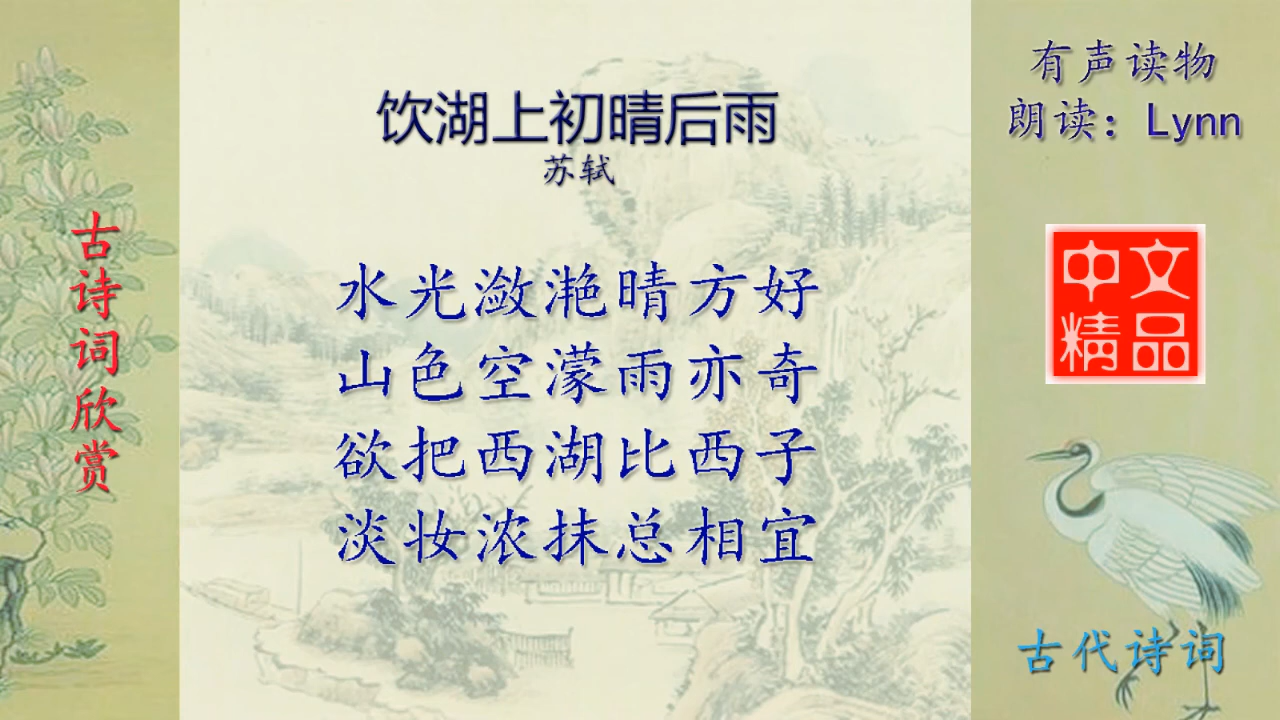 饮湖上初晴后雨
苏轼
水光潋滟晴方好
山色空濛雨亦奇
欲把西湖比西子
淡妆浓抹总相宜
古诗词欣赏
有声读物
朗读：Lynn
中文
精品
古代诗词